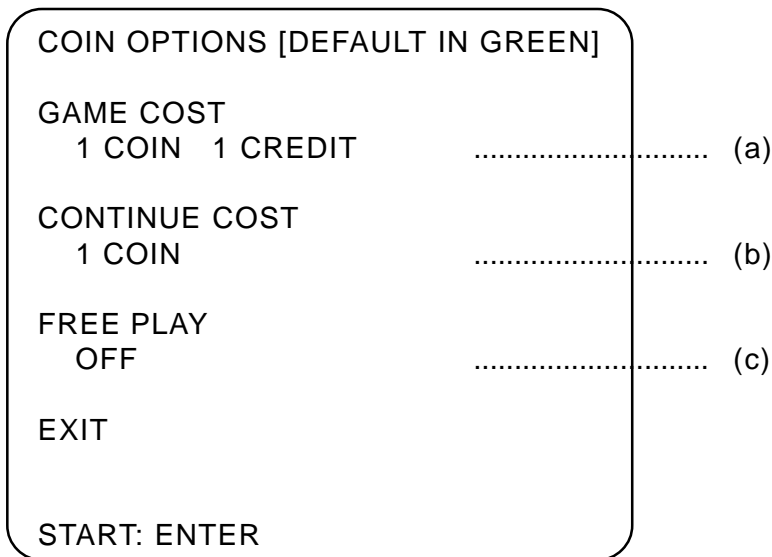 COIN OPTIONS [DEFAULT IN GREEN]
GAME COST
1 COIN 1 CREDIT ............................ (a)
CONTINUE COST
1 COIN ............................ (b)
FREE PLAY
OFF ............................ (c)
EXIT
START: ENTER